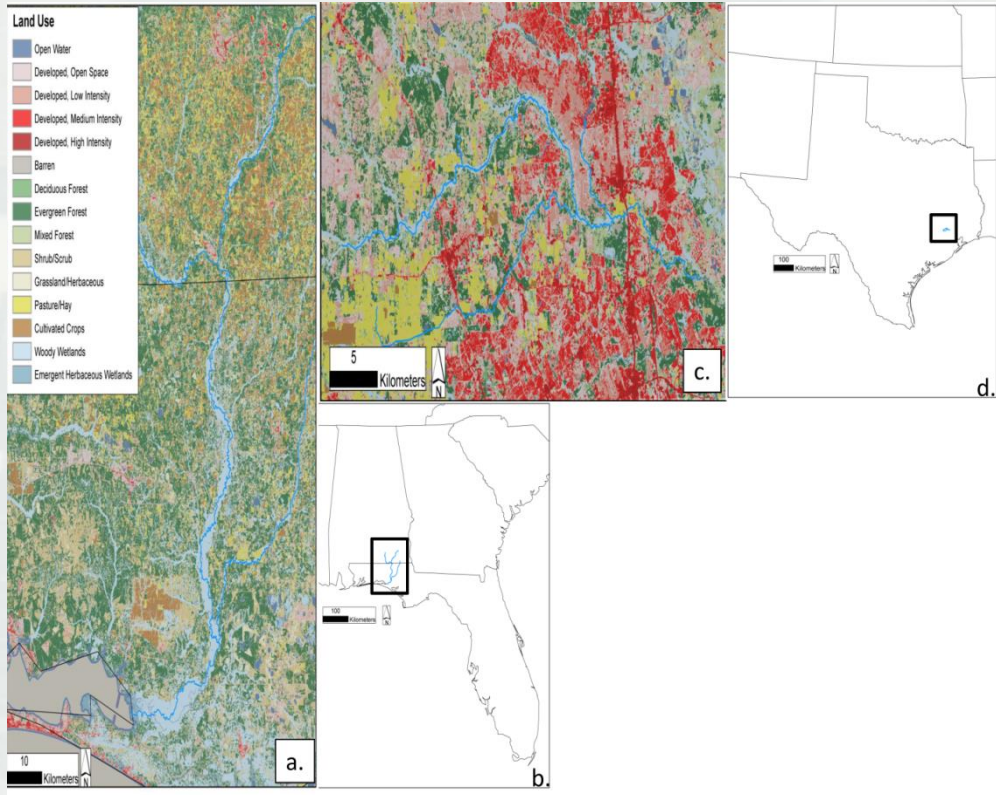 Land Use
Open Water
Developed, Open Space
Developed, Low Intensity
Developed, Medium Intensity
Developed, High Intensity
Barren
Deciduous Forest
Evergreen Forest
Mixed Forest
Shrub/Scrub
Grassland/Herbaceous
Pasture/Hay
Cultivated Crops
Woody Wetlands
Emergent Herbaceous Wetlands
10
Kilometers
N
a.
5
Kilometers
N
c.
100
Kilometers
N
b.
100
Kilometers
N
d.